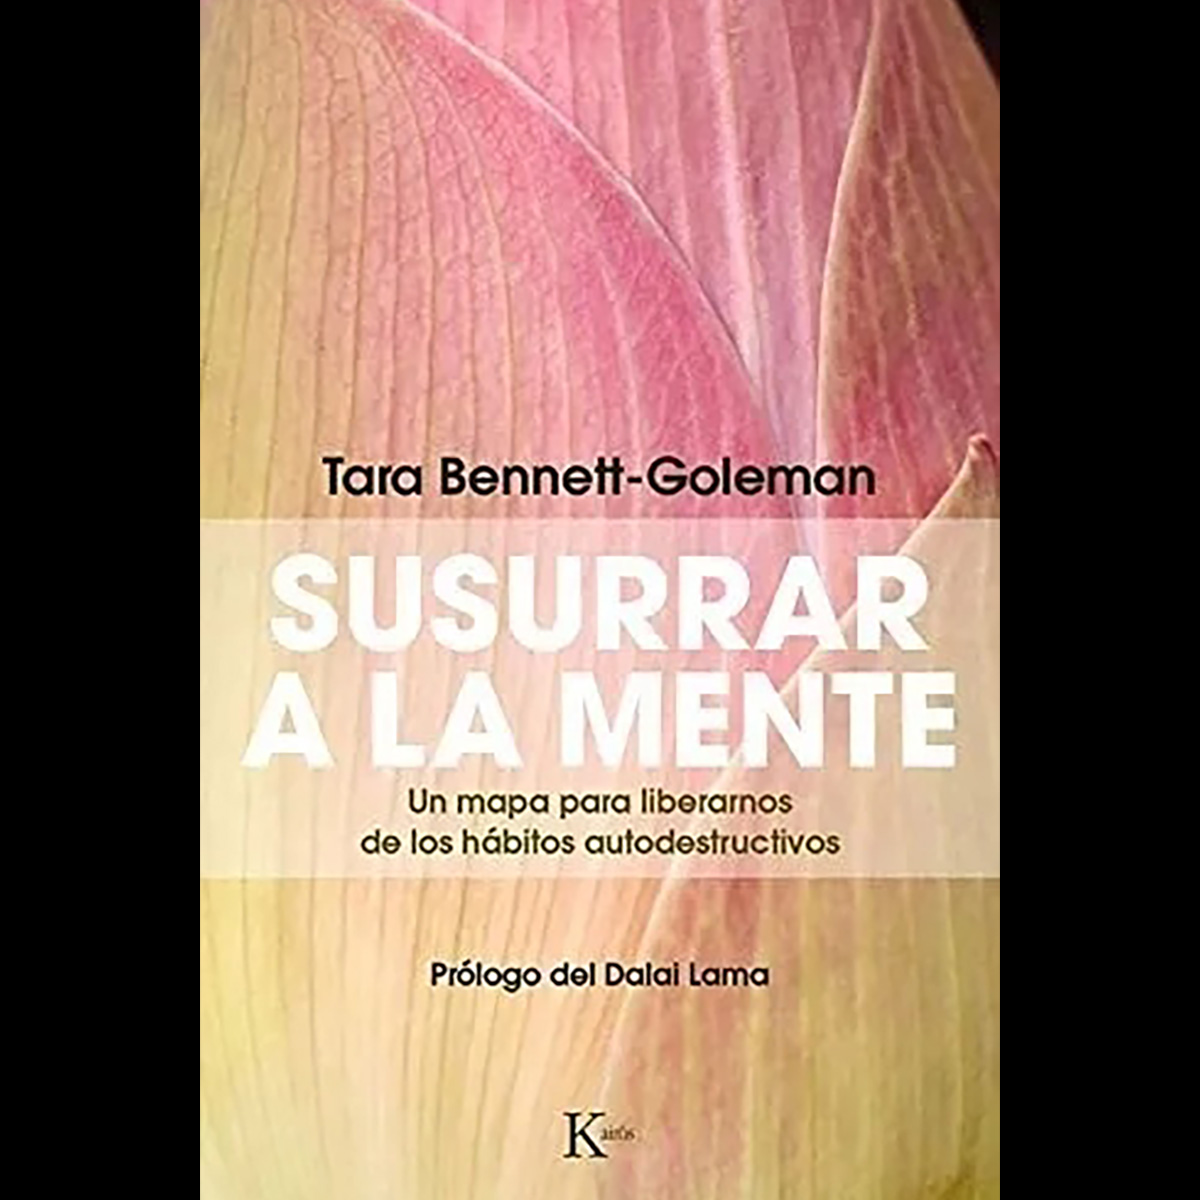 Tara Bennett-Goleman
SUSURRAR
A LA MENTE
Un mapa para liberarnos
de los hábitos autodestructivos
Prólogo del Dalai Lama
Kairós